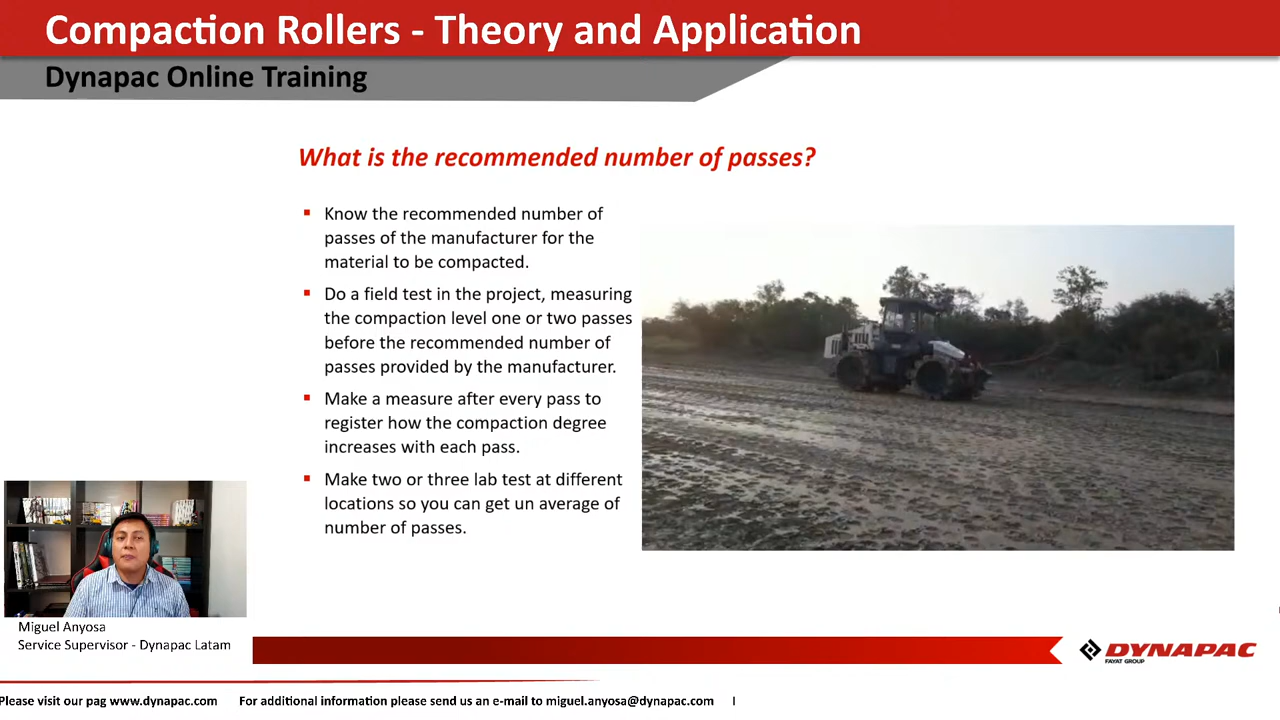 Compaction Rollers - Theory and Application
Dynapac Online Training
What is the recommended number of passes?
Know the recommended number of
passes of the manufacturer for the
material to be compacted.
Do a field test in the project, measuring
the compaction level one or two passes
before the recommended number of
passes provided by the manufacturer.
Make a measure after every pass to
register how the compaction degree
increases with each pass.
Make two or three lab test at different
locations so you can get un average of
number of passes.
Miguel Anyosa
Service Supervisor - Dynapac Latam
DYNAPAC
FAYAT GROUP
Please visit our pag www.dynapac.com For additional information please send us an e-mail to miguel.anyosa@dynapac.com I